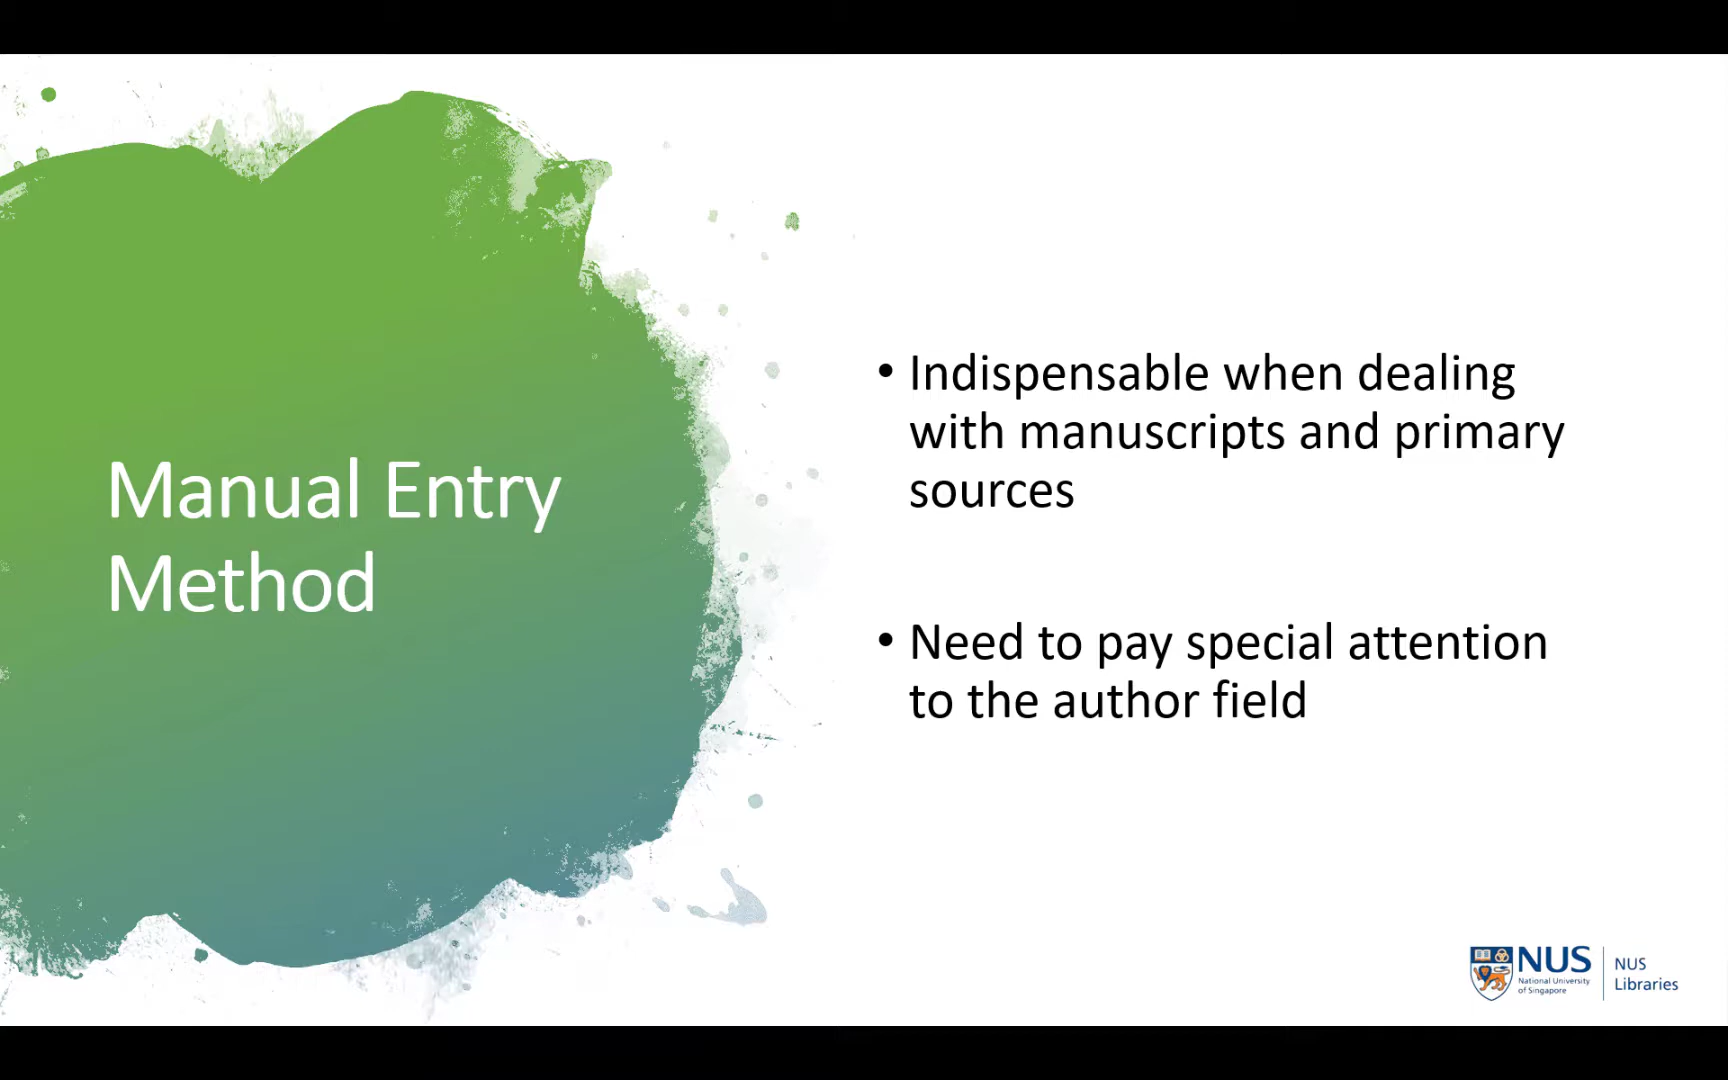 Manual Entry
Method
• Indispensable when dealing
with manuscripts and primary
sources
• Need to pay special attention
to the author field
NUS
National University
of Singapore
NUS
Libraries